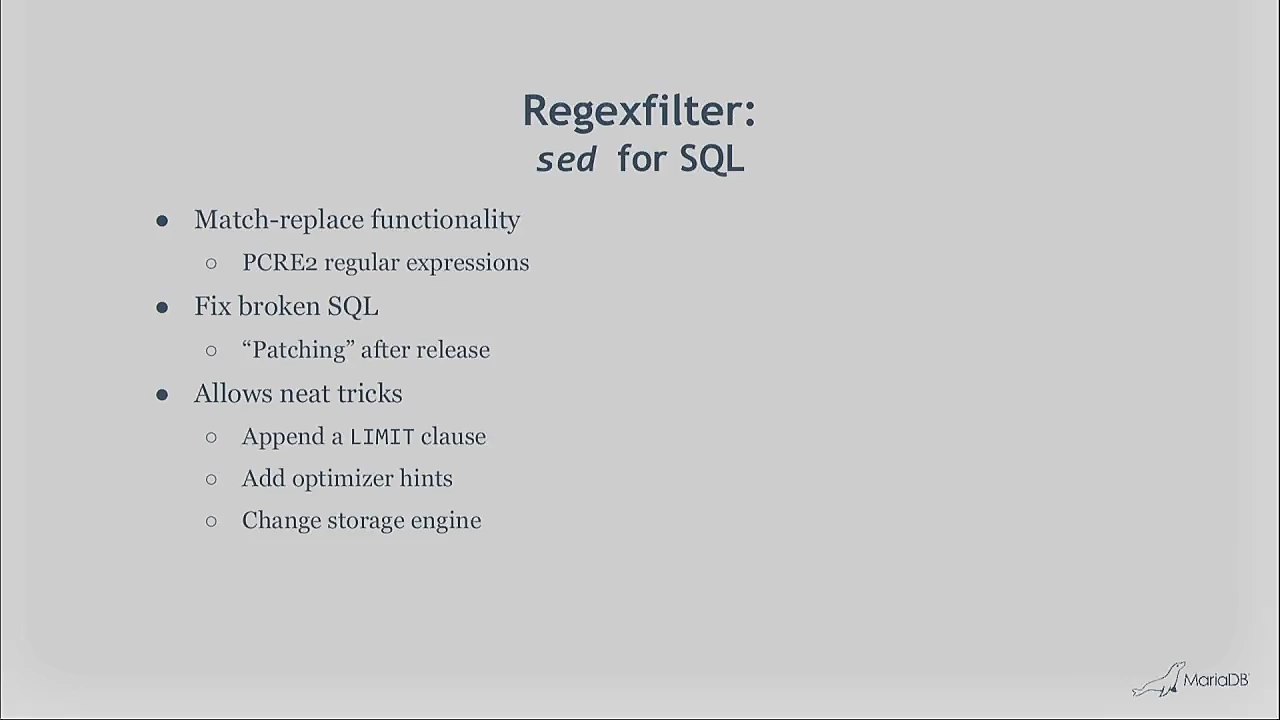 Regexfilter:
sed for SQL
● Match-replace functionality
○ PCRE2 regular expressions
● Fix broken SQL
○ “Patching” after release
● Allows neat tricks
○ Append a LIMIT clause
○ Add optimizer hints
○ Change storage engine
MariaDB